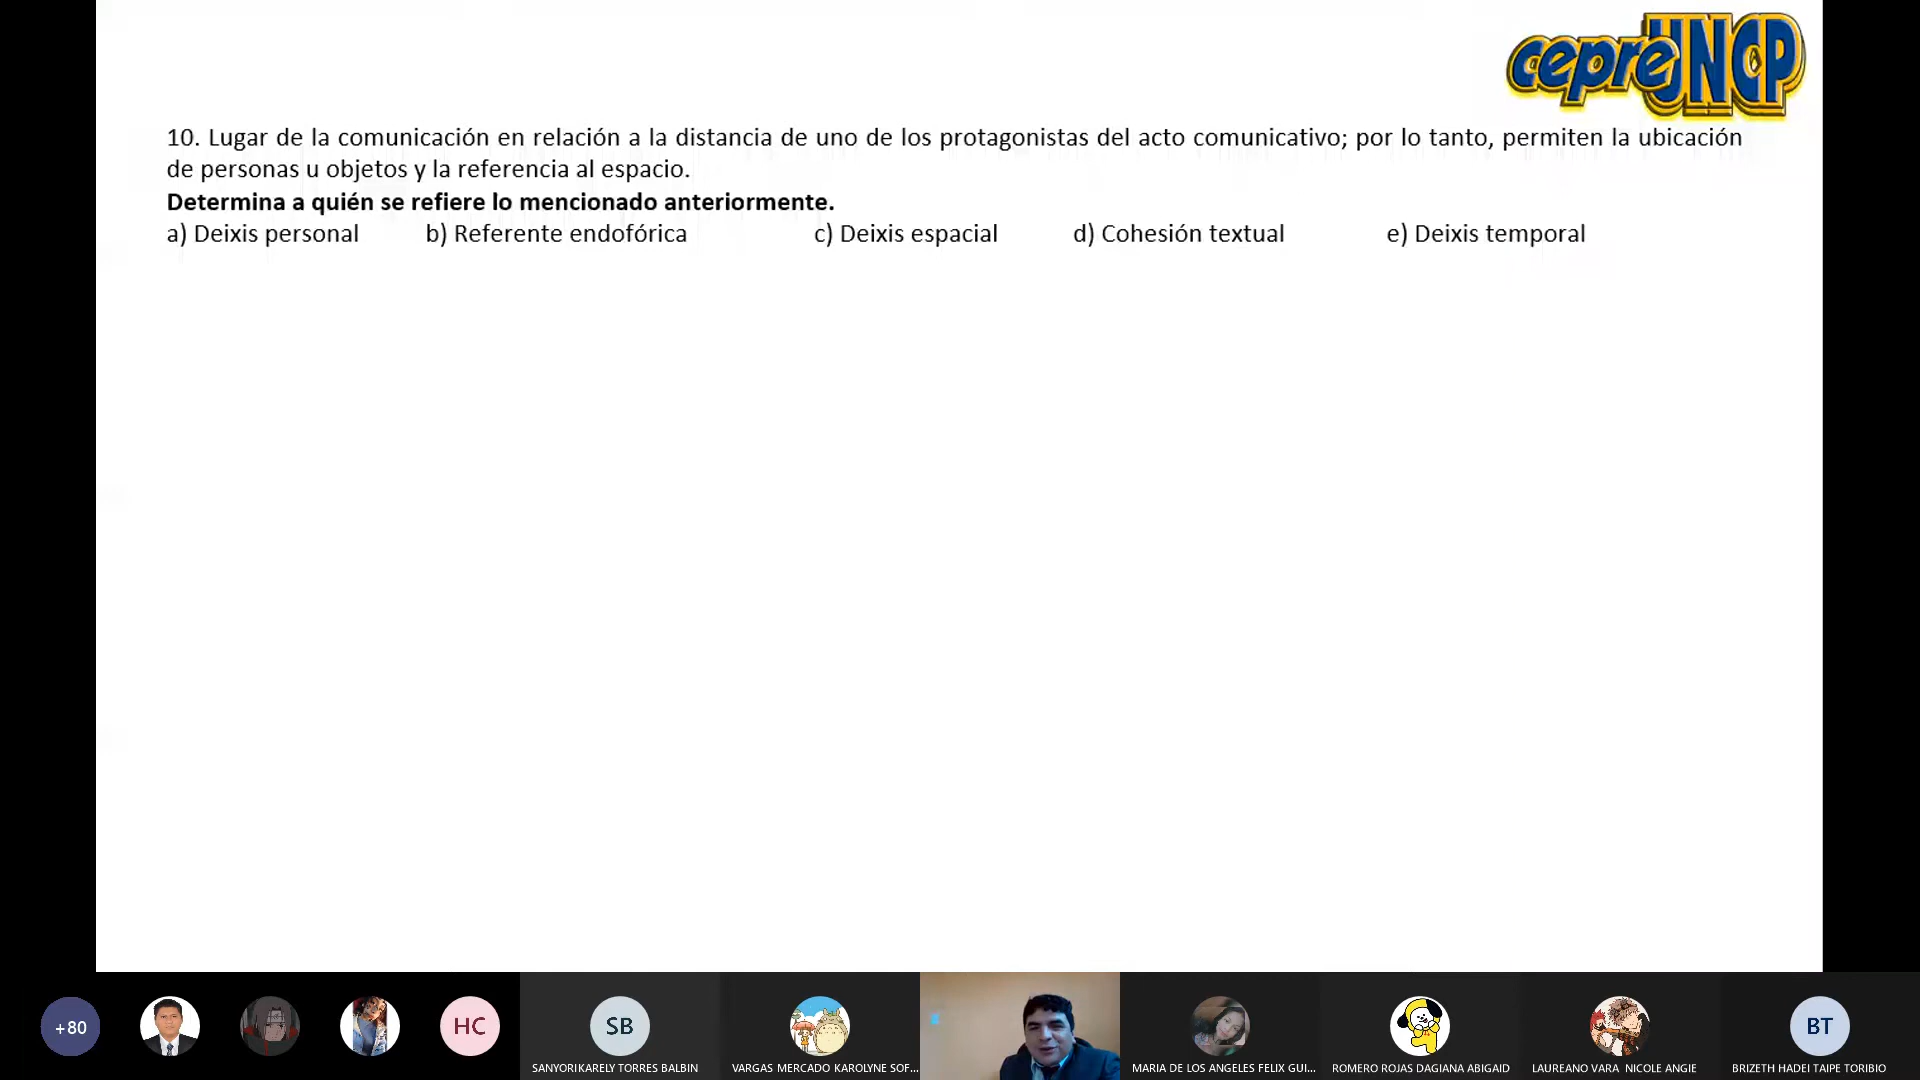 cepreUNCP
10. Lugar de la comunicación en relación a la distancia de uno de los protagonistas del acto comunicativo; por lo tanto, permiten la ubicación
de personas u objetos y la referencia al espacio.
Determina a quién se refiere lo mencionado anteriormente.
a) Deixis personal b) Referente endofórica c) Deixis espacial d) Cohesión textual e) Deixis temporal
+80
HC
SB
BT
SANYORIKARELY TORRES BALBIN
VARGAS MERCADO KAROLYNE SOF...
MARIA DE LOS ANGELES FELIX GUI...
ROMERO ROJAS DAGIANA ABIGAID
LAUREANO VARA NICOLE ANGIE
BRIZETH HADEI TAIPE TORIBIO